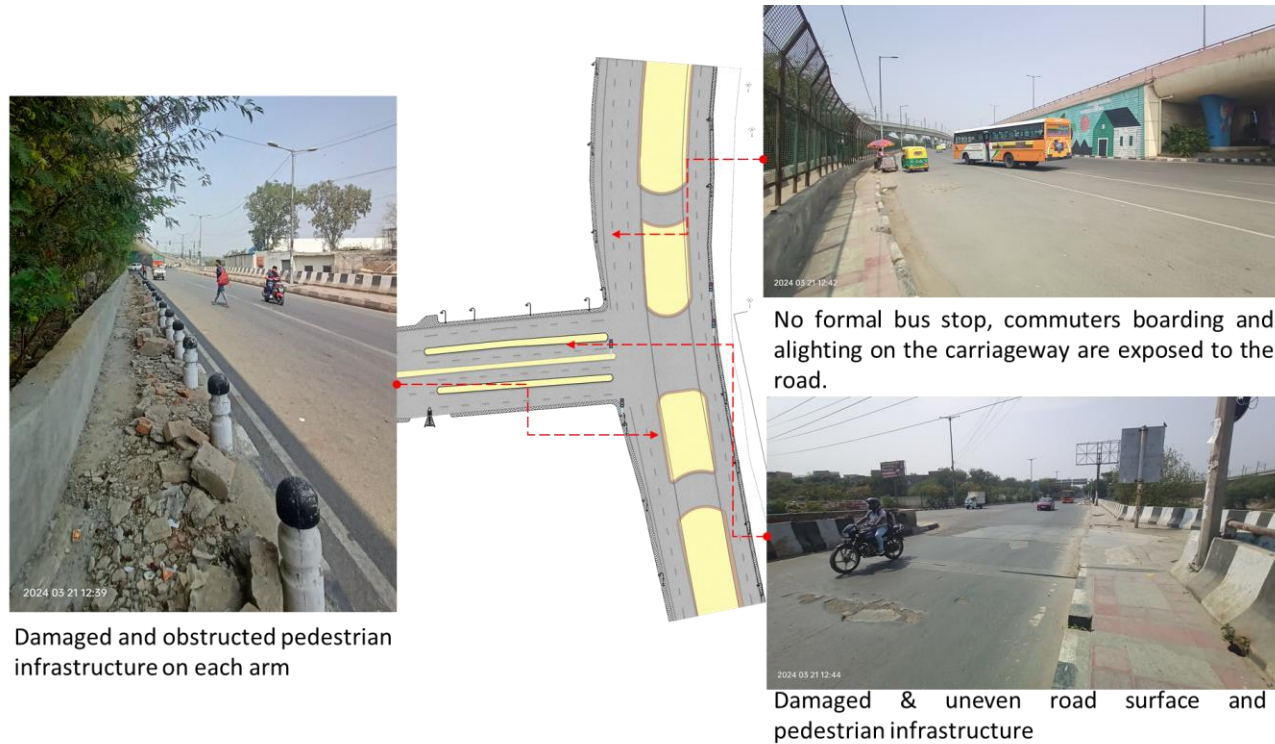 2024 03 21 12:42
No formal bus stop, commuters boarding and
alighting on the carriageway are exposed to the
road.
2024 03 21 12:39
Damaged and obstructed pedestrian
infrastructure on each arm
2024 03 21 12:44
Damaged & uneven road surface and
pedestrian infrastructure